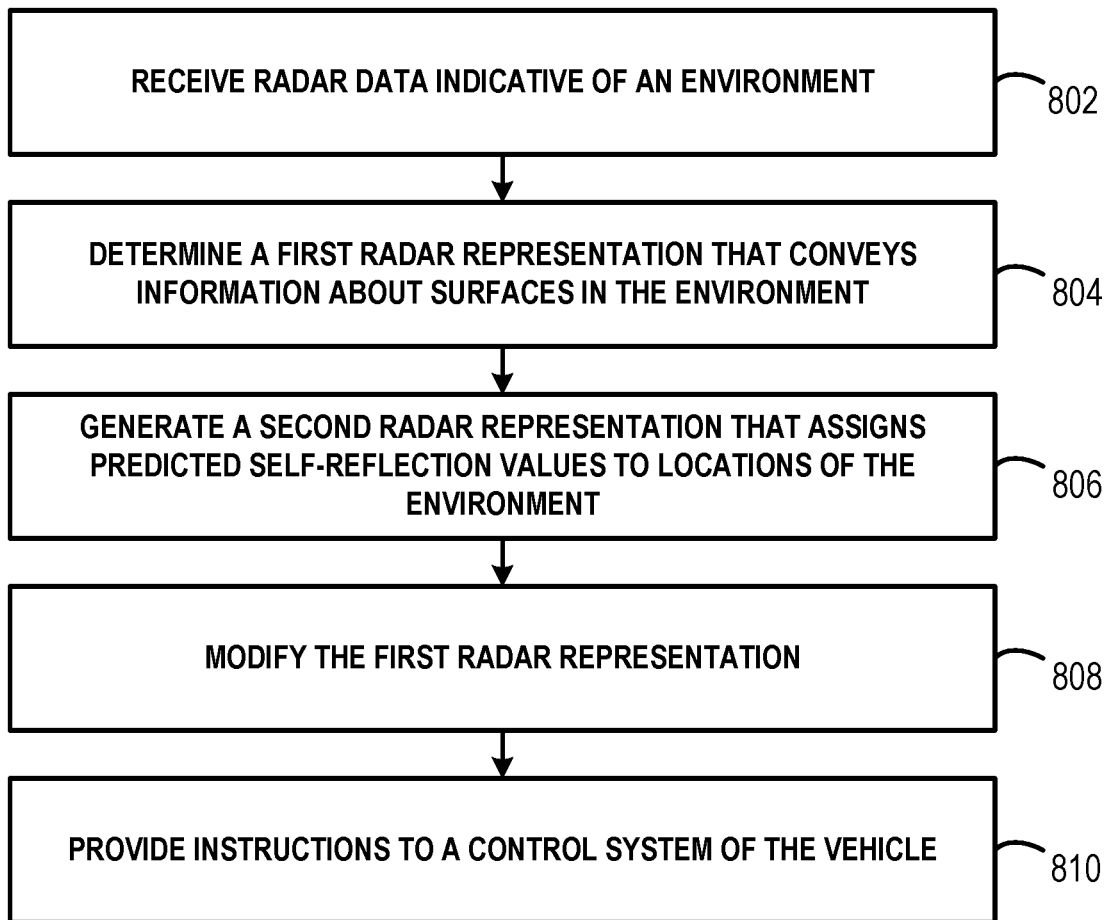 RECEIVE RADAR DATA INDICATIVE OF AN ENVIRONMENT
802
DETERMINE A FIRST RADAR REPRESENTATION THAT CONVEYS
INFORMATION ABOUT SURFACES IN THE ENVIRONMENT
804
GENERATE A SECOND RADAR REPRESENTATION THAT ASSIGNS
PREDICTED SELF-REFLECTION VALUES TO LOCATIONS OF THE
ENVIRONMENT
806
MODIFY THE FIRST RADAR REPRESENTATION
808
PROVIDE INSTRUCTIONS TO A CONTROL SYSTEM OF THE VEHICLE
810